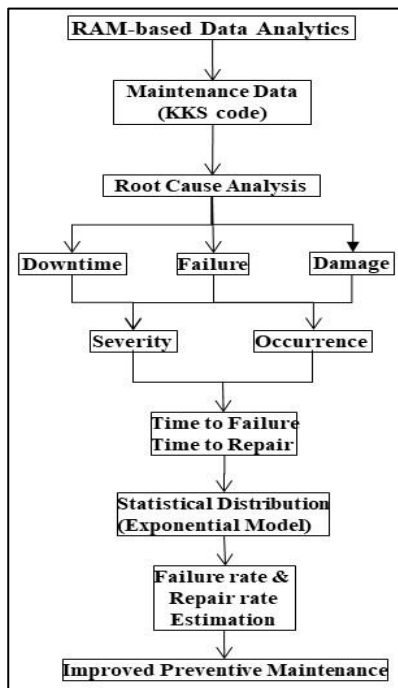 RAM-based Data Analytics
Maintenance Data
(KKS code)
Root Cause Analysis
Downtime
Failure
Damage
Severity
Occurrence
Time to Failure
Time to Repair
Statistical Distribution
(Exponential Model)
Failure rate &
Repair rate
Estimation
Improved Preventive Maintenance